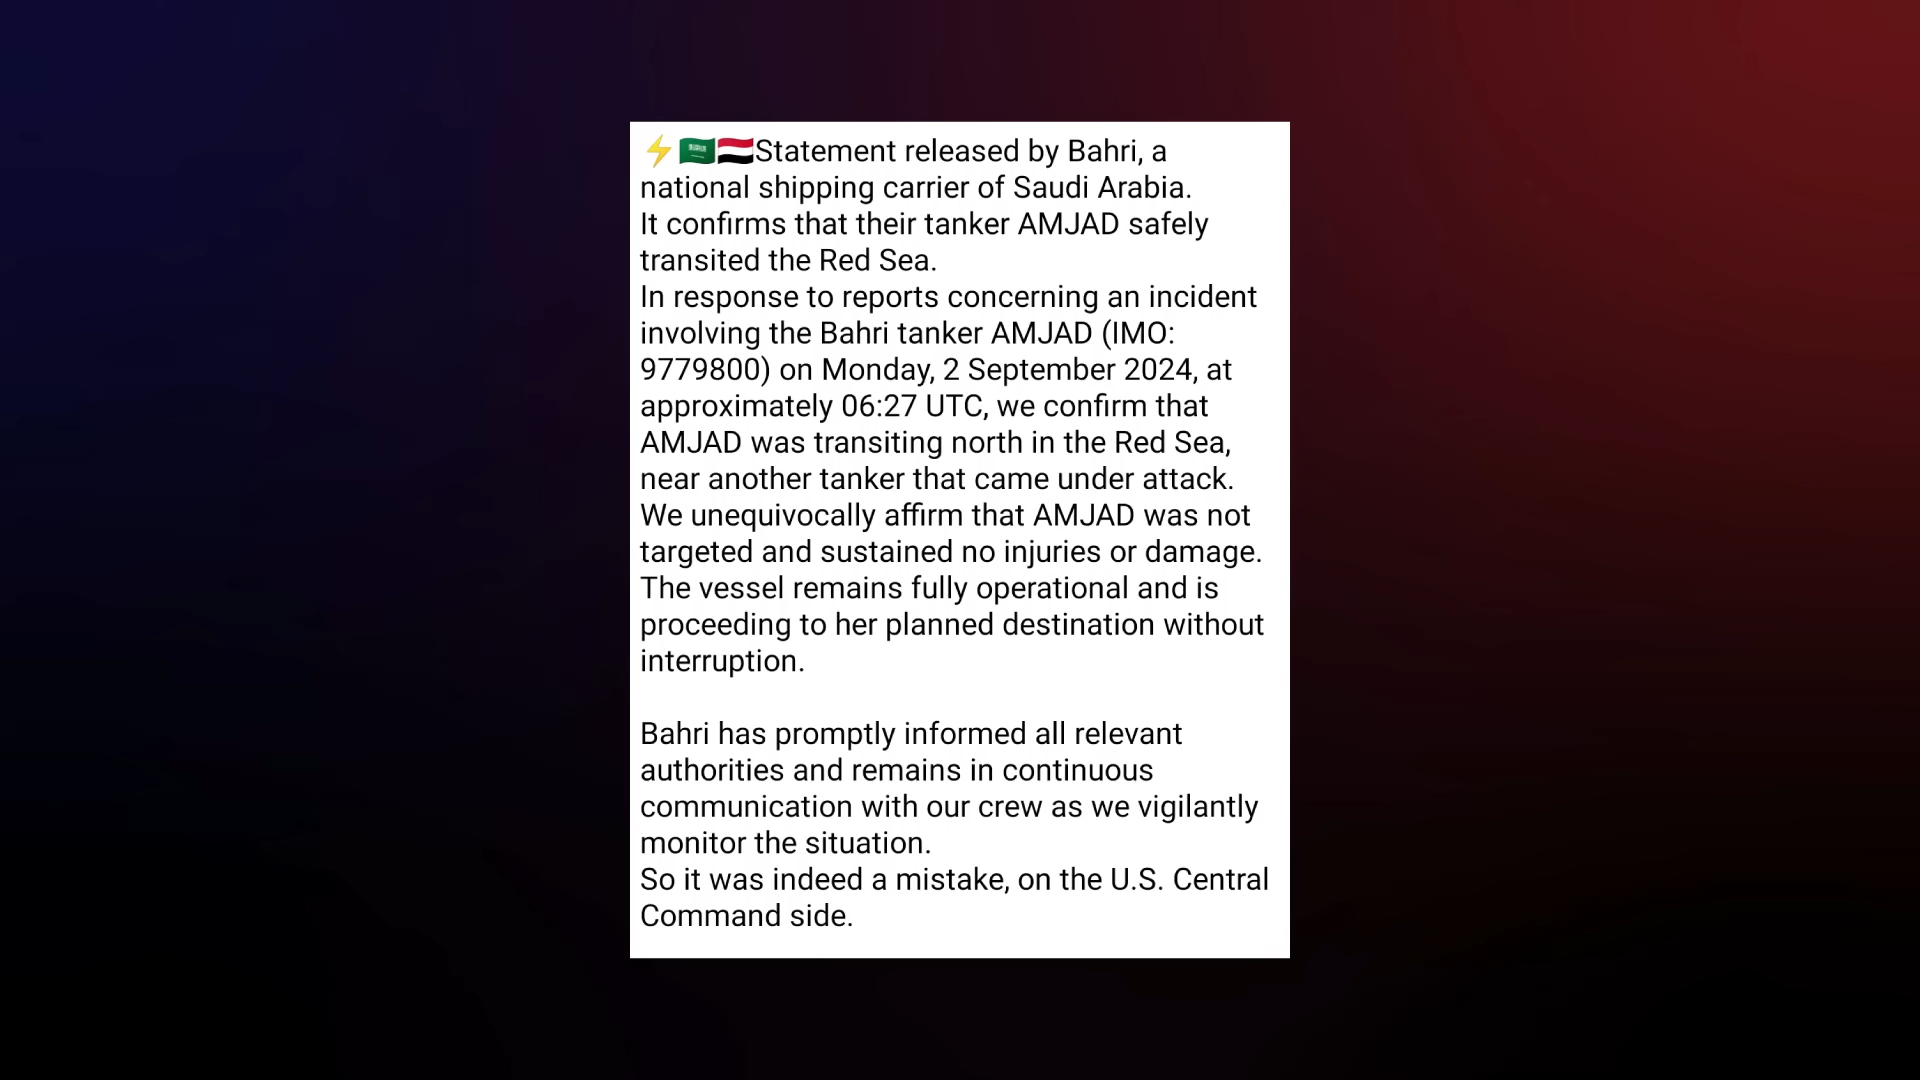 ⚡🇸🇦🇾🇪Statement released by Bahri, a
national shipping carrier of Saudi Arabia.
It confirms that their tanker AMJAD safely
transited the Red Sea.
In response to reports concerning an incident
involving the Bahri tanker AMJAD (IMO:
9779800) on Monday, 2 September 2024, at
approximately 06:27 UTC, we confirm that
AMJAD was transiting north in the Red Sea,
near another tanker that came under attack.
We unequivocally affirm that AMJAD was not
targeted and sustained no injuries or damage.
The vessel remains fully operational and is
proceeding to her planned destination without
interruption.

Bahri has promptly informed all relevant
authorities and remains in continuous
communication with our crew as we vigilantly
monitor the situation.
So it was indeed a mistake, on the U.S. Central
Command side.